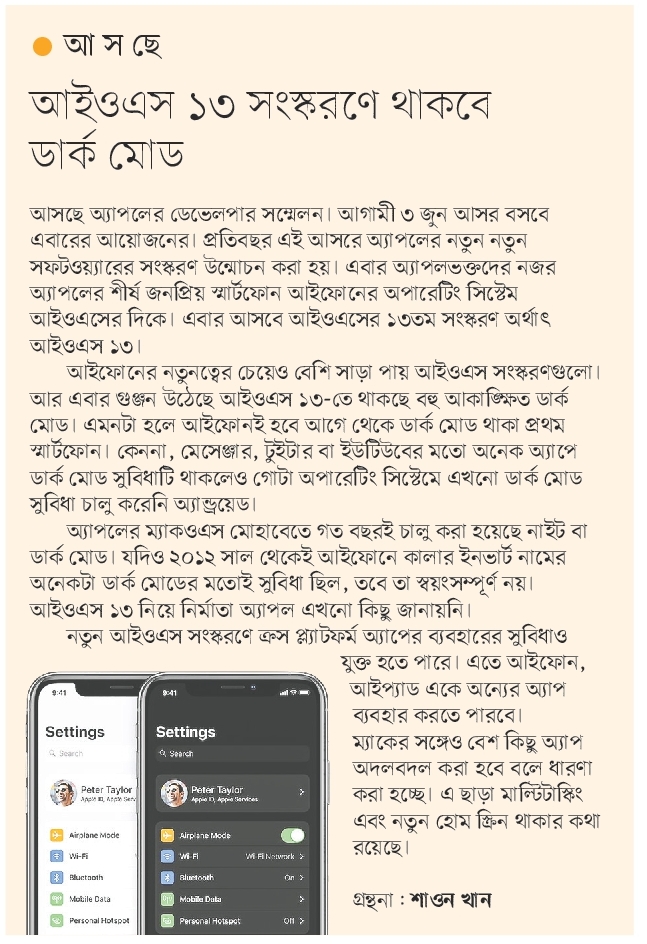 আ স ছে
আইওএস ১৩ সংস্করণে থাকবে
ডার্ক মোড
আসছে অ্যাপলের ডেভেলপার সম্মেলন। আগামী ৩ জুন আসর বসবে
এবারের আয়োজনের। প্রতিবছর এই আসরে অ্যাপলের নতুন নতুন
সফটওয়্যারের সংস্করণ উন্মোচন করা হয়। এবার অ্যাপলভক্তদের নজর
অ্যাপলের শীর্ষ জনপ্রিয় স্মার্টফোন আইফোনের অপারেটিং সিস্টেম
আইওএসের দিকে। এবার আসবে আইওএসের ১৩তম সংস্করণ অর্থাৎ
আইওএস ১৩।
আইফোনের নতুনত্বের চেয়েও বেশি সাড়া পায় আইওএস সংস্করণগুলো।
আর এবার গুঞ্জন উঠেছে আইওএস ১৩-তে থাকছে বহু আকাঙ্ক্ষিত ডার্ক
মোড। এমনটা হলে আইফোনই হবে আগে থেকে ডার্ক মোড থাকা প্রথম
স্মার্টফোন। কেননা, মেসেঞ্জার, টুইটার বা ইউটিউবের মতো অনেক অ্যাপে
ডার্ক মোড সুবিধাটি থাকলেও গোটা অপারেটিং সিস্টেমে এখনো ডার্ক মোড
সুবিধা চালু করেনি অ্যান্ড্রয়েড।
অ্যাপলের ম্যাকওএস মোহাবেতে গত বছরই চালু করা হয়েছে নাইট বা
ডার্ক মোড। যদিও ২০১২ সাল থেকেই আইফোনে কালার ইনভার্ট নামের
অনেকটা ডার্ক মোডের মতোই সুবিধা ছিল, তবে তা স্বয়ংসম্পূর্ণ নয়।
আইওএস ১৩ নিয়ে নির্মাতা অ্যাপল এখনো কিছু জানায়নি।
নতুন আইওএস সংস্করণে ক্রস প্ল্যাটফর্ম অ্যাপের ব্যবহারের সুবিধাও
যুক্ত হতে পারে। এতে আইফোন,
আইপ্যাড একে অন্যের অ্যাপ
ব্যবহার করতে পারবে।
ম্যাকের সঙ্গেও বেশ কিছু অ্যাপ
অদলবদল করা হবে বলে ধারণা
করা হচ্ছে। এ ছাড়া মাল্টিটাস্কিং
এবং নতুন হোম স্ক্রিন থাকার কথা
রয়েছে।
গ্রন্থনা : শাওন খান
9:41
Settings
Search
Peter Taylor
Apple ID, Apple Serv
Airplane Mode
Wi-Fi
Bluetooth
Mobile Data
Personal Hotspot
9:41
Settings
Search
Peter Taylor
Apple ID, Apple Services
Airplane Mode
Wi-Fi Wi-Fi Network
Bluetooth On
Mobile Data
Personal Hotspot Off